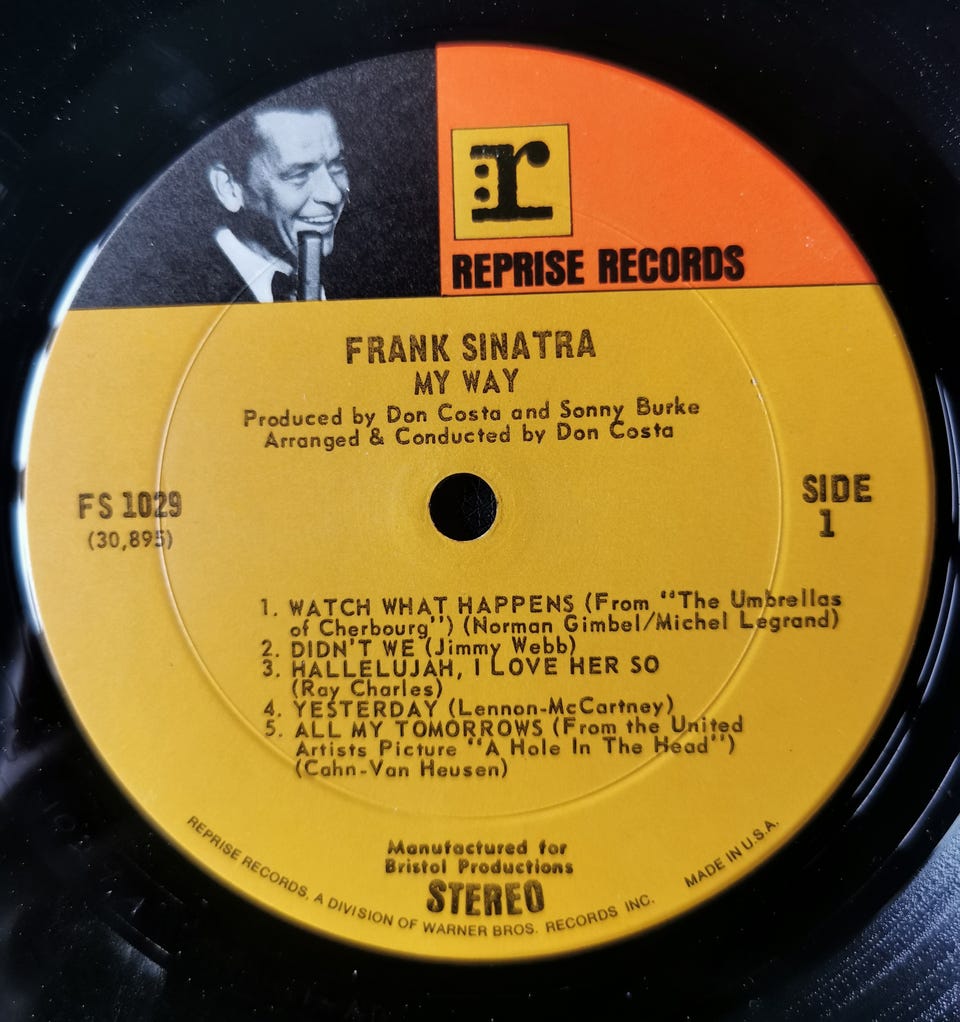 r
REPRISE RECORDS
FRANK SINATRA
MY WAY
Produced by Don Costa and Sonny Burke
Arranged & Conducted by Don Costa
FS 1029
(30,895)
SIDE
1
1. WATCH WHAT HAPPENS (From "The Umbrellas
of Cherbourg") (Norman Gimbel/Michel Legrand)
2. DIDN'T WE (Jimmy Webb)
3. HALLELUJAH, I LOVE HER SO
(Ray Charles)
4. YESTERDAY (Lennon-McCartney)
5. ALL MY TOMORROWS (From the United
Artists Picture "A Hole In The Head")
(Cahn-Van Heusen)
Manufactured for
Bristol Productions
STEREO
REPRISE RECORDS, A DIVISION OF WARNER BROS. RECORDS INC. MADE IN U.S.A.